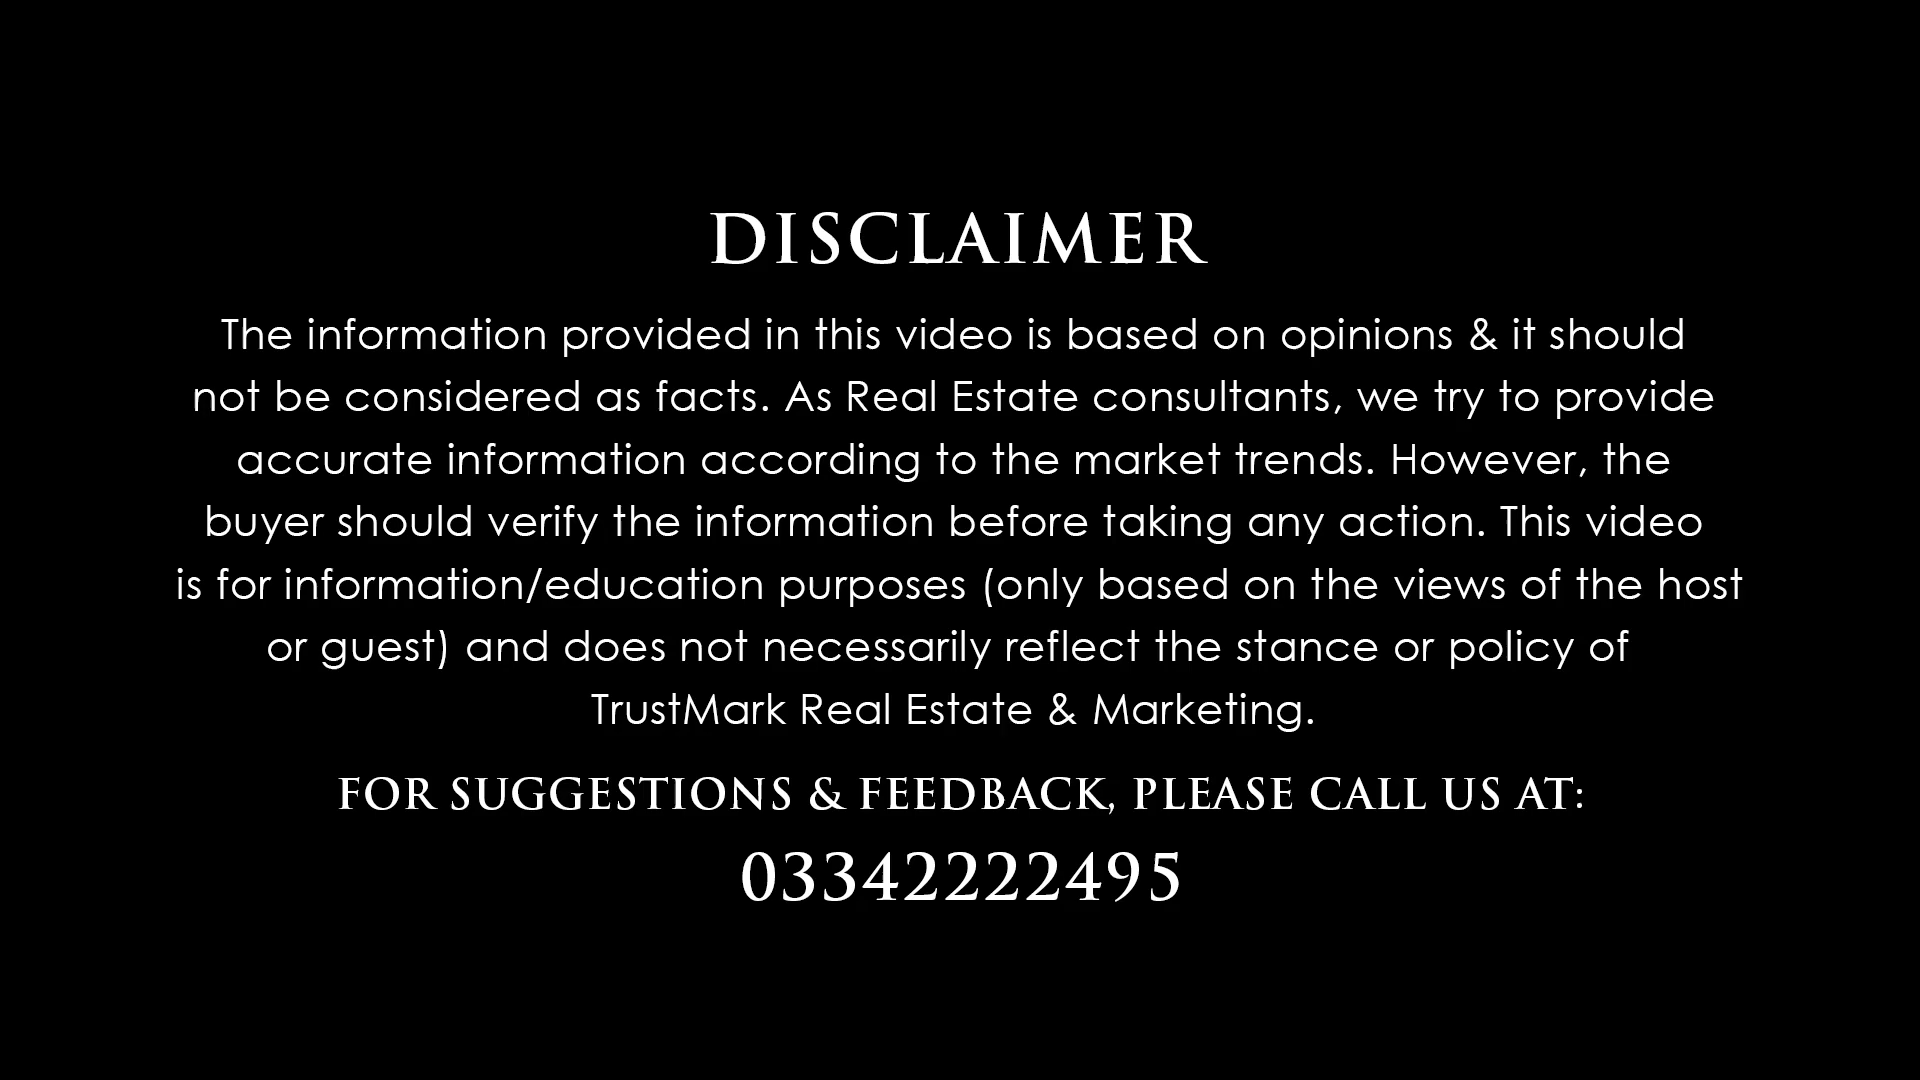 DISCLAIMER
The information provided in this video is based on opinions & it should
not be considered as facts. As Real Estate consultants, we try to provide
accurate information according to the market trends. However, the
buyer should verify the information before taking any action. This video
is for information/education purposes (only based on the views of the host
or guest) and does not necessarily reflect the stance or policy of
TrustMark Real Estate & Marketing.
FOR SUGGESTIONS & FEEDBACK, PLEASE CALL US AT:
03342222495